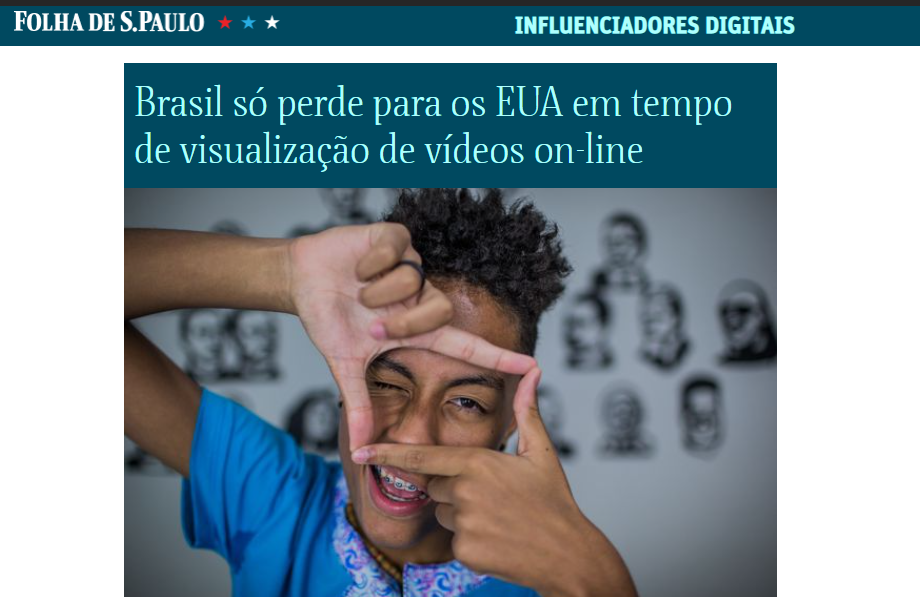 FOLHA DE S.PAULO
INFLUENCIADORES DIGITAIS
Brasil só perde para os EUA em tempo
de visualização de vídeos on-line